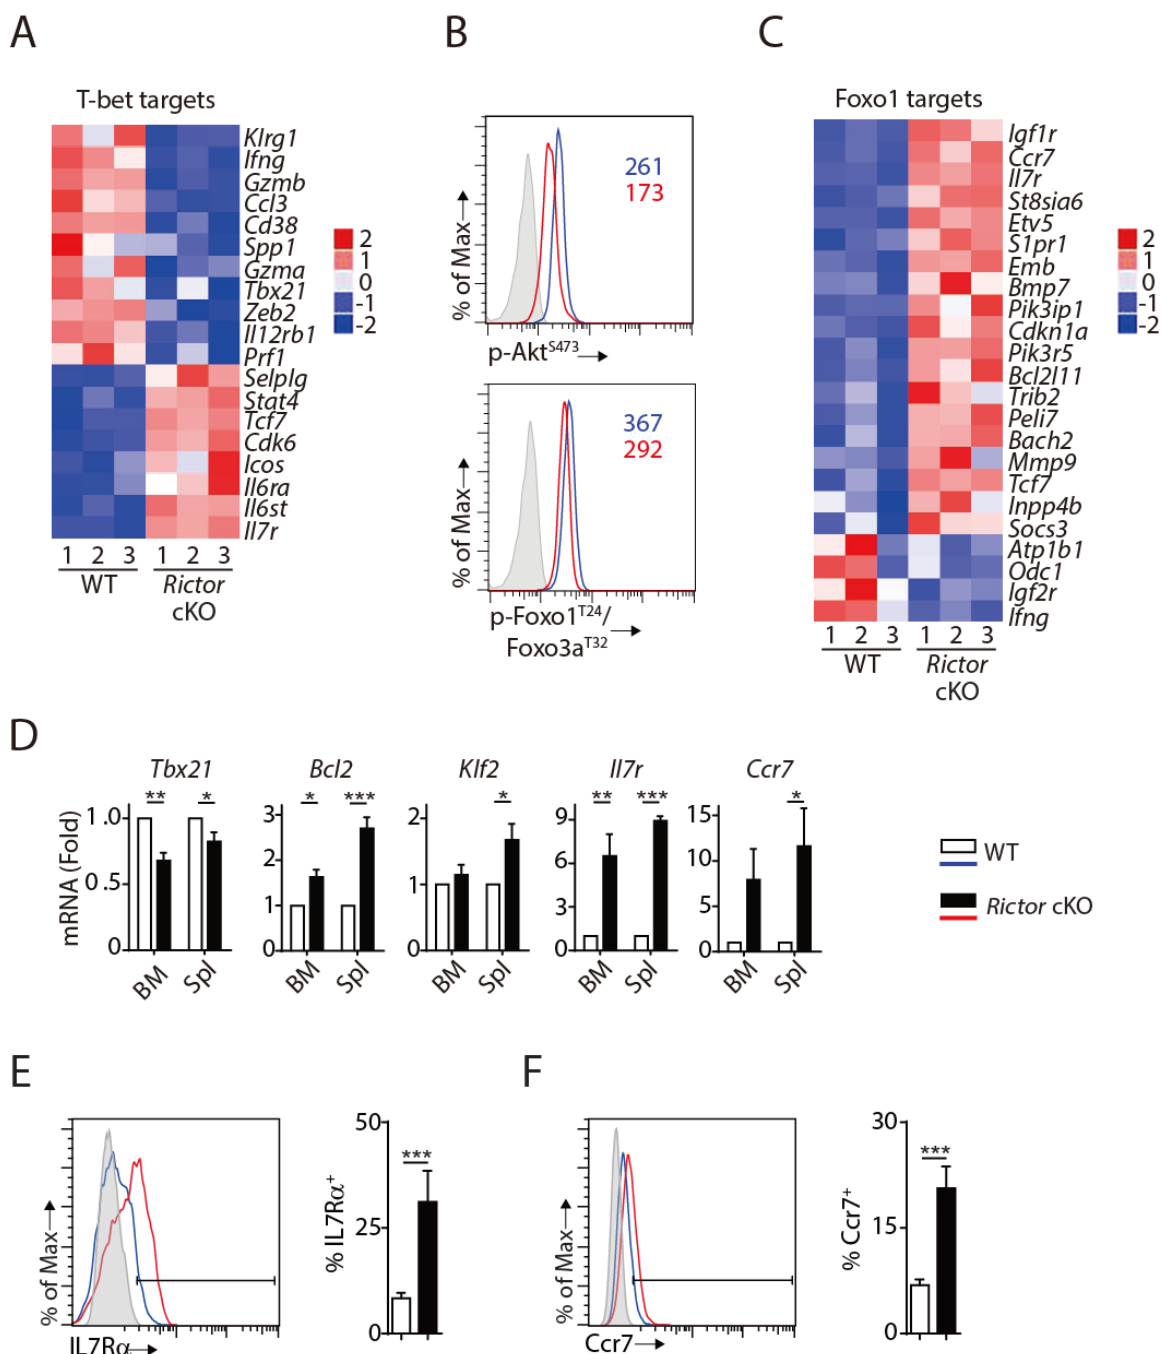 A
B
C
T-bet targets
Klrg1
Ifng
Gzmb
Ccl3
Cd38
Spp1
Gzma
Tbx21
Zeb2
Il12rb1
Prf1
Selplg
Stat4
Tcf7
Cdk6
Icos
Il6ra
Il6st
Il7r
2
1
0
-1
-2
1 2 3 1 2 3
WT Rictor
cKO
% of Max
261
173
p-Akt^S473
% of Max
367
292
p-Foxo1^T24/
Foxo3a^T32
Foxo1 targets
Igf1r
Ccr7
Il7r
St8sia6
Etv5
S1pr1
Emb
Bmp7
Pik3ip1
Cdkn1a
Pik3r5
Bcl2l11
Trib2
Peli7
Bach2
Mmp9
Tcf7
Inpp4b
Socs3
Atp1b1
Odc1
Igf2r
Ifng
2
1
0
-1
-2
1 2 3 1 2 3
WT Rictor
cKO
D
mRNA (Fold)
Tbx21
** *
1.0
0.5
0
BM Spl
Bcl2
* ***
3
2
1
0
BM Spl
Klf2
*
2
1
0
BM Spl
Il7r
** ***
9
6
3
0
BM Spl
Ccr7
*
15
10
5
0
BM Spl
WT
Rictor cKO
E
% of Max
IL7Rα
% IL7Rα+
50
25
0
***
F
% of Max
Ccr7
% Ccr7+
30
15
0
***